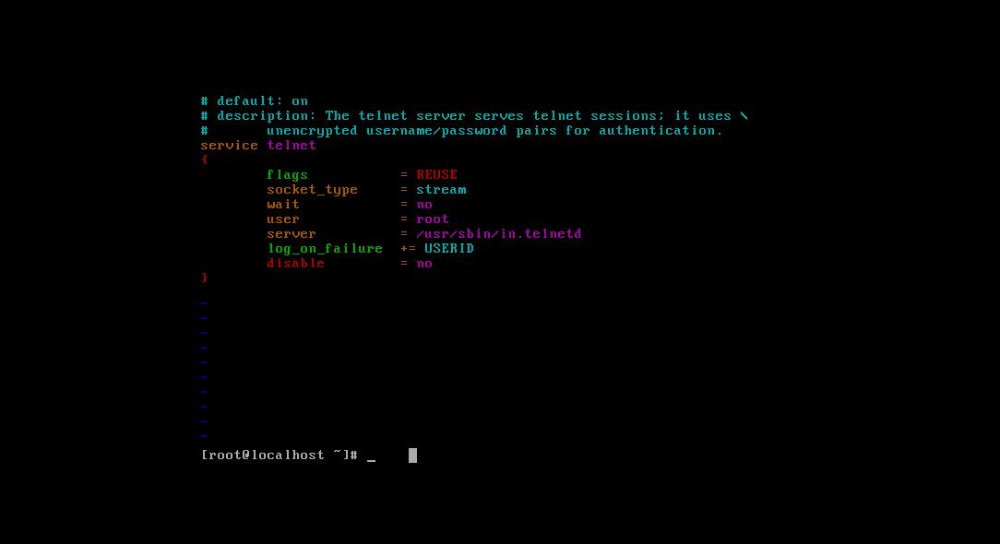 # default: on
# description: The telnet server serves telnet sessions; it uses \
#       unencrypted username/password pairs for authentication.
service telnet
{
        flags           = REUSE
        socket_type     = stream
        wait            = no
        user            = root
        server          = /usr/sbin/in.telnetd
        log_on_failure  += USERID
        disable         = no
}
~
~
~
~
~
~
~
~
~
~
[root@localhost ~]# _